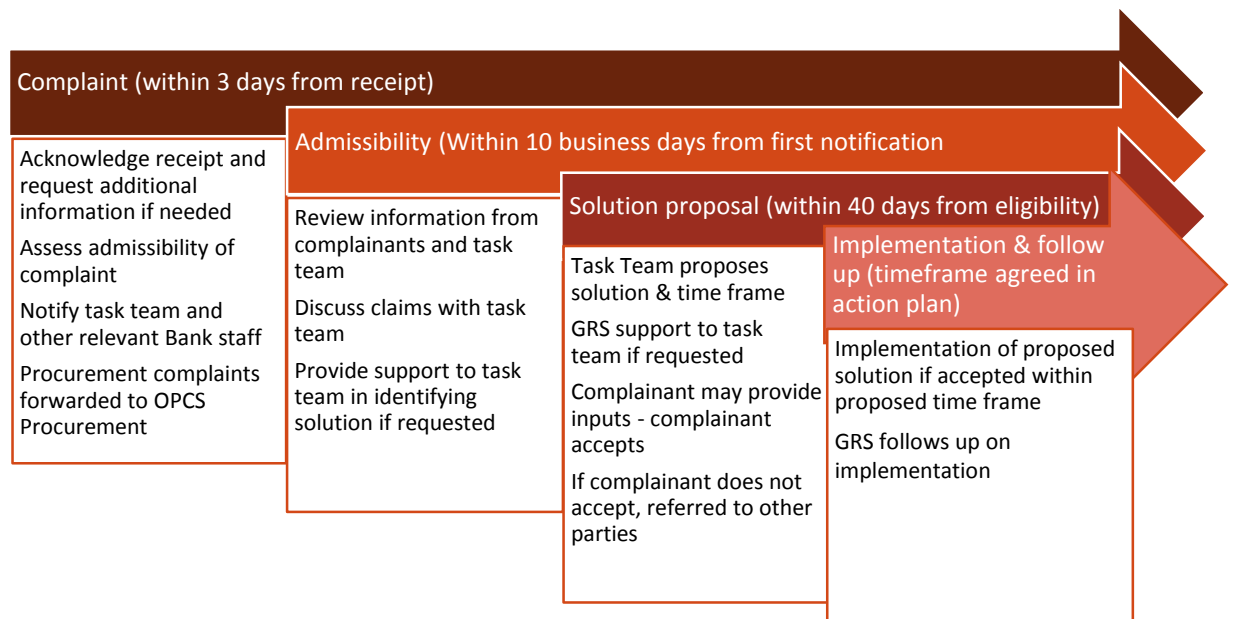 Complaint (within 3 days from receipt)
Acknowledge receipt and
request additional
information if needed
Assess admissibility of
complaint
Notify task team and
other relevant Bank staff
Procurement complaints
forwarded to OPCS
Procurement
Admissibility (Within 10 business days from first notification
Review information from
complainants and task
team
Discuss claims with task
team
Provide support to task
team in identifying
solution if requested
Solution proposal (within 40 days from eligibility)
Task Team proposes
solution & time frame
GRS support to task
team if requested
Complainant may provide
inputs - complainant
accepts
If complainant does not
accept, referred to other
parties
Implementation & follow
up (timeframe agreed in
action plan)
Implementation of proposed
solution if accepted within
proposed time frame
GRS follows up on
implementation